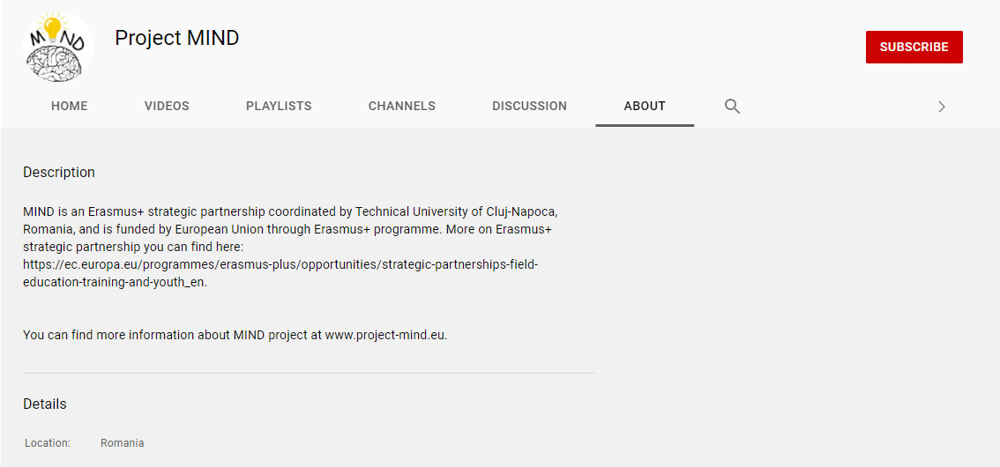 MIND
Project MIND
SUBSCRIBE
HOME VIDEOS PLAYLISTS CHANNELS DISCUSSION ABOUT
Description
MIND is an Erasmus+ strategic partnership coordinated by Technical University of Cluj-Napoca,
Romania, and is funded by European Union through Erasmus+ programme. More on Erasmus+
strategic partnership you can find here:
https://ec.europa.eu/programmes/erasmus-plus/opportunities/strategic-partnerships-field-
education-training-and-youth_en.
You can find more information about MIND project at www.project-mind.eu.
Details
Location: Romania